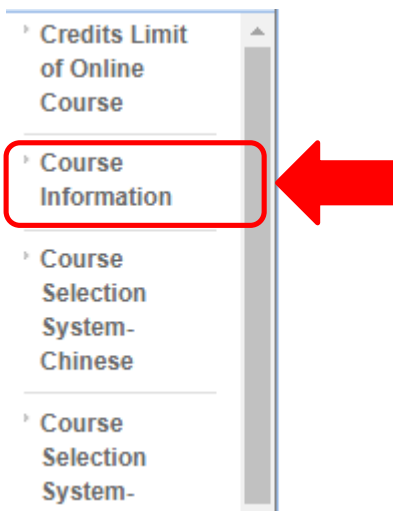 Credits Limit
of Online
Course
Course
Information
Course
Selection
System-
Chinese
Course
Selection
System-